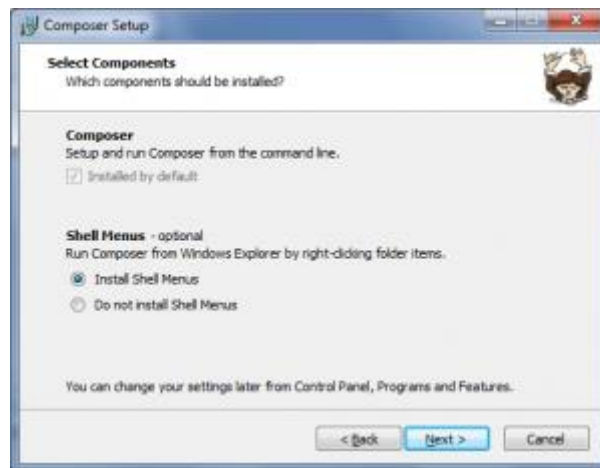 Composer Setup
Select Components
Which components should be installed?
Composer
Setup and run Composer from the command line.
Installed by default
Shell Menus - optional
Run Composer from Windows Explorer by right-clicking folder items.
Install Shell Menus
Do not install Shell Menus
You can change your settings later from Control Panel, Programs and Features.
< Back Next > Cancel